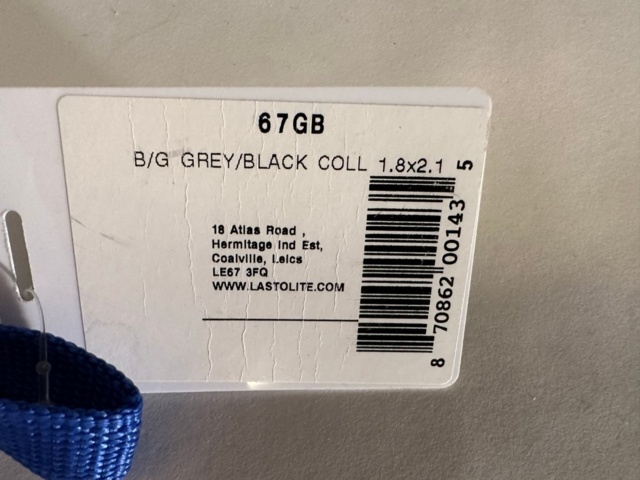 67GB
B/G GREY/BLACK COLL 1.8x2.1
18 Atlas Road ,
Hermitage Ind Est,
Coalville, Leics
LE67 3FQ
WWW.LASTOLITE.COM
8 70862 00143 5